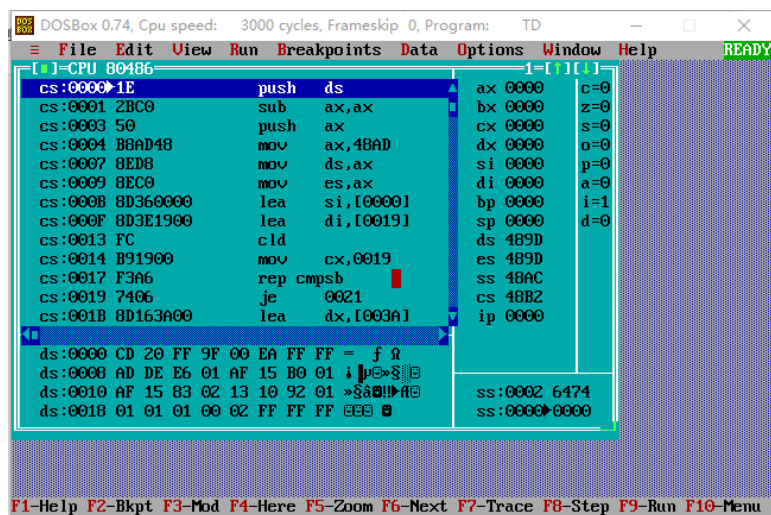 DOSBox 0.74, Cpu speed: 3000 cycles, Frameskip 0, Program: TD
≡ File Edit View Run Breakpoints Data Options Window Help READY
[■]=CPU 80486 1=[↑][↓]
cs:0000►1E push ds ax 0000 c=0
cs:0001 2BC0 sub ax,ax bx 0000 z=0
cs:0003 50 push ax cx 0000 s=0
cs:0004 B8AD48 mov ax,48AD dx 0000 o=0
cs:0007 8ED8 mov ds,ax si 0000 p=0
cs:0009 8EC0 mov es,ax di 0000 a=0
cs:000B 8D360000 lea si,[0000] bp 0000 i=1
cs:000F 8D3E1900 lea di,[0019] sp 0000 d=0
cs:0013 FC cld ds 489D
cs:0014 B91900 mov cx,0019 es 489D
cs:0017 F3A6 rep cmpsb ss 48AC
cs:0019 7406 je 0021 cs 48B2
cs:001B 8D163A00 lea dx,[003A] ip 0000
ds:0000 CD 20 FF 9F 00 EA FF FF = ƒ Ω
ds:0008 AD DE E6 01 AF 15 B0 01
ds:0010 AF 15 83 02 13 10 92 01 ss:0002 6474
ds:0018 01 01 01 00 02 FF FF FF ss:0000►0000
F1-Help F2-Bkpt F3-Mod F4-Here F5-Zoom F6-Next F7-Trace F8-Step F9-Run F10-Menu